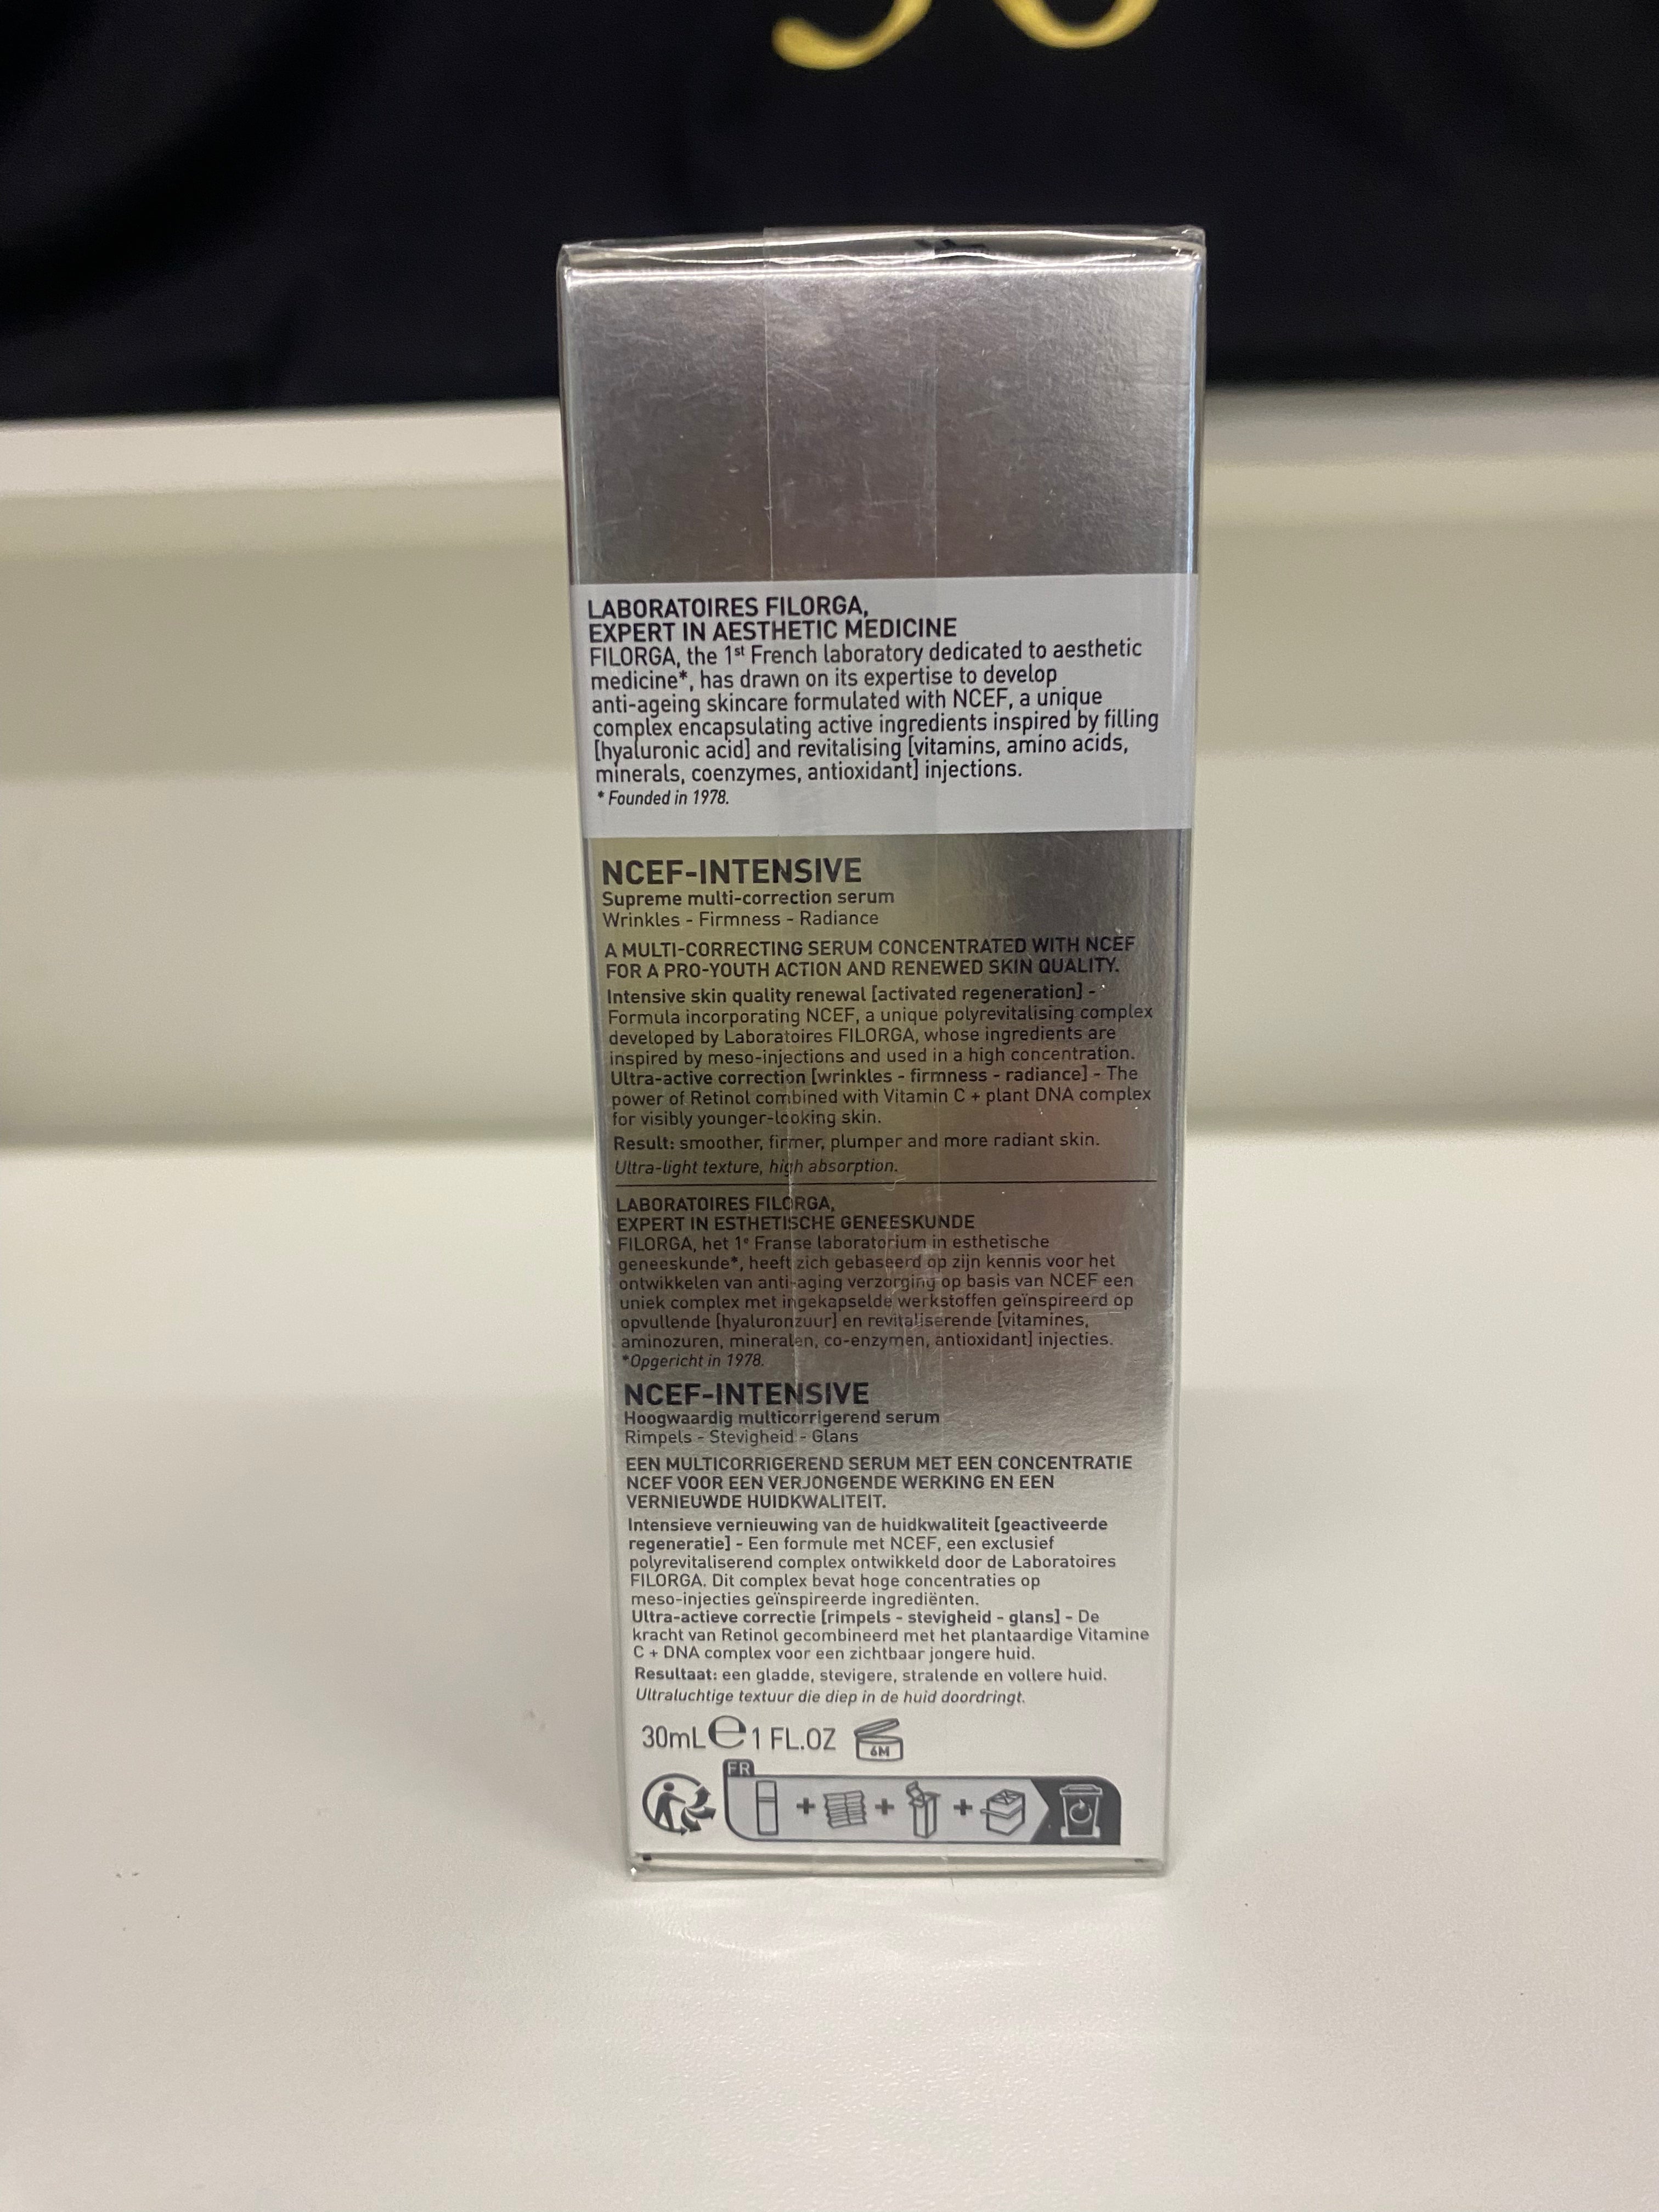 LABORATOIRES FILORGA,
EXPERT IN AESTHETIC MEDICINE
FILORGA, the 1st French laboratory dedicated to aesthetic
medicine*, has drawn on its expertise to develop
anti-ageing skincare formulated with NCEF, a unique
complex encapsulating active ingredients inspired by filling
[hyaluronic acid] and revitalising [vitamins, amino acids,
minerals, coenzymes, antioxidant] injections.
* Founded in 1978.
NCEF-INTENSIVE
Supreme multi-correction serum
Wrinkles - Firmness - Radiance
A MULTI-CORRECTING SERUM CONCENTRATED WITH NCEF
FOR A PRO-YOUTH ACTION AND RENEWED SKIN QUALITY.
Intensive skin quality renewal [activated regeneration] -
Formula incorporating NCEF, a unique polyrevitalising complex
developed by Laboratoires FILORGA, whose ingredients are
inspired by meso-injections and used in a high concentration.
Ultra-active correction [wrinkles - firmness - radiance] - The
power of Retinol combined with Vitamin C + plant DNA complex
for visibly younger-looking skin.
Result: smoother, firmer, plumper and more radiant skin.
Ultra-light texture, high absorption.
LABORATOIRES FILORGA,
EXPERT IN ESTHETISCHE GENEESKUNDE
FILORGA, het 1e Franse laboratorium in esthetische
geneeskunde*, heeft zich gebaseerd op zijn kennis voor het
ontwikkelen van anti-aging verzorging op basis van NCEF een
uniek complex met ingekapselde werkstoffen geïnspireerd op
opvullende [hyaluronzuur] en revitaliserende [vitamines,
aminozuren, mineralen, co-enzymen, antioxidant] injecties.
*Opgericht in 1978.
NCEF-INTENSIVE
Hoogwaardig multicorrigerend serum
Rimpels - Stevigheid - Glans
EEN MULTICORRIGEREND SERUM MET EEN CONCENTRATIE
NCEF VOOR EEN VERJONGENDE WERKING EN EEN
VERNIEUWDE HUIDKWALITEIT.
Intensieve vernieuwing van de huidkwaliteit [geactiveerde
regeneratie] - Een formule met NCEF, een exclusief
polyrevitaliserend complex ontwikkeld door de Laboratoires
FILORGA. Dit complex bevat hoge concentraties op
meso-injecties geïnspireerde ingrediënten.
Ultra-actieve correctie [rimpels - stevigheid - glans] - De
kracht van Retinol gecombineerd met het plantaardige Vitamine
C + DNA complex voor een zichtbaar jongere huid.
Resultaat: een gladde, stevigere, stralende en vollere huid.
Ultraluchtige textuur die diep in de huid doordringt.
30mL e 1 FL.OZ 6M
FR